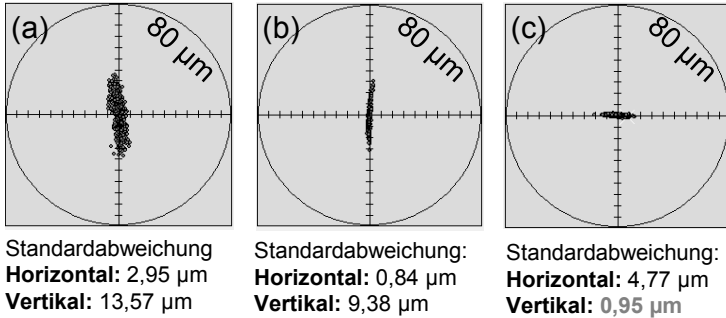 (a)
80 µm
Standardabweichung
Horizontal: 2,95 µm
Vertikal: 13,57 µm
(b)
80 µm
Standardabweichung:
Horizontal: 0,84 µm
Vertikal: 9,38 µm
(c)
80 µm
Standardabweichung:
Horizontal: 4,77 µm
Vertikal: 0,95 µm